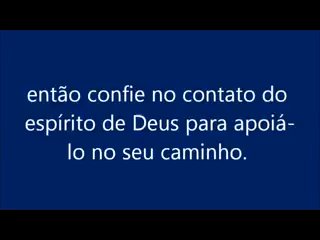 então confie no contato do
espírito de Deus para apoiá-
lo no seu caminho.